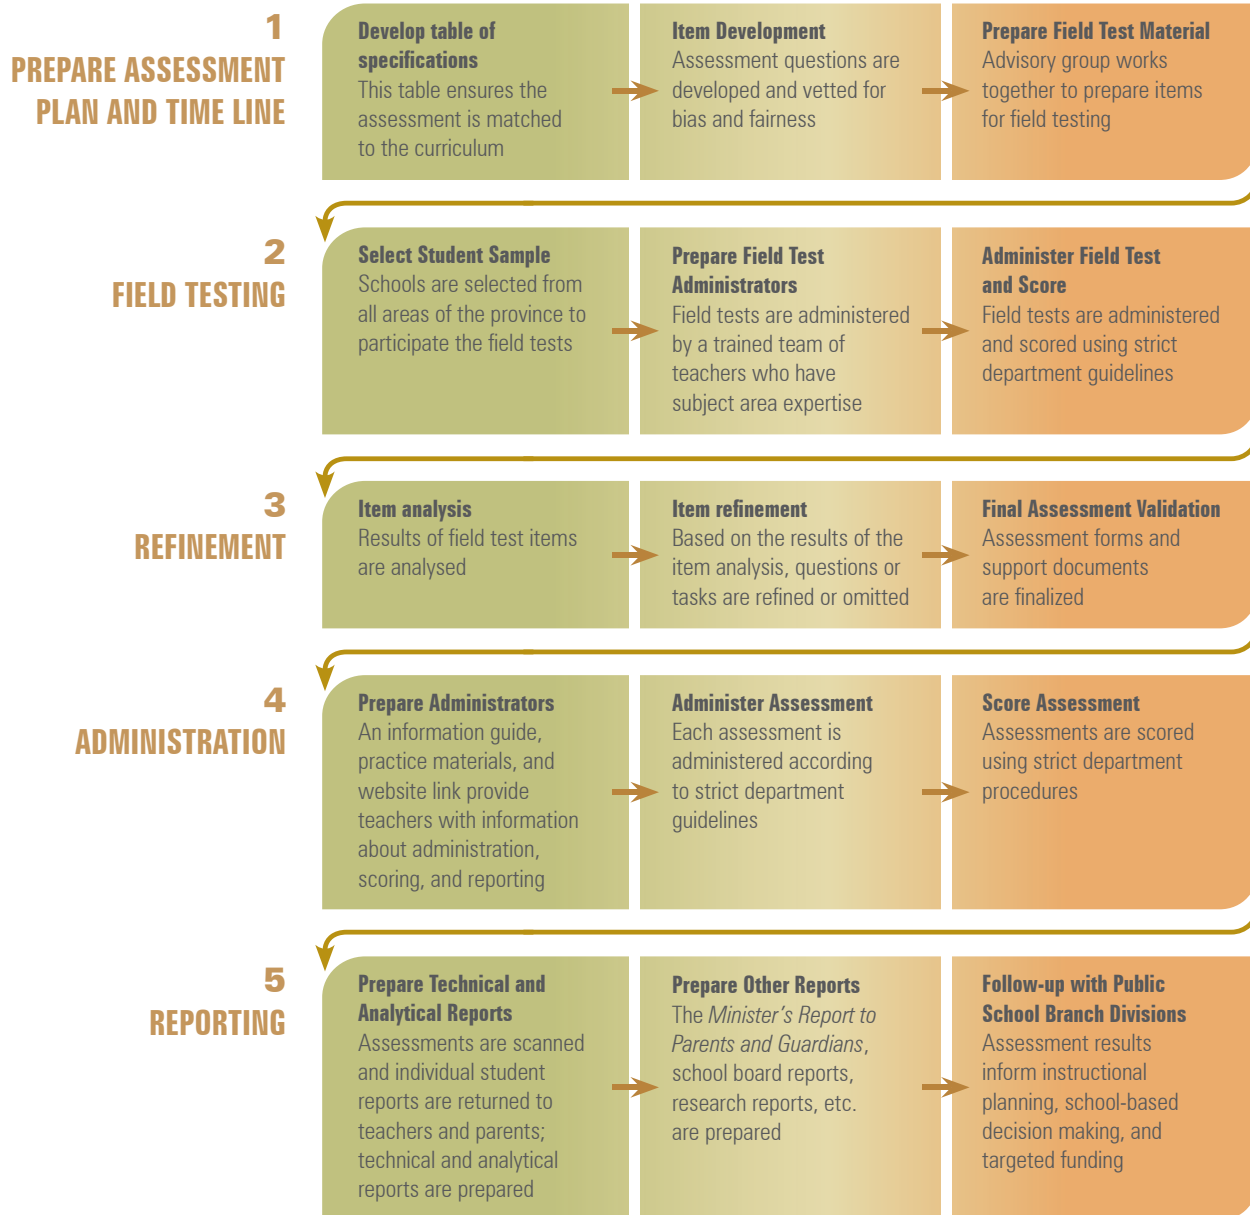 1
PREPARE ASSESSMENT
PLAN AND TIME LINE
Develop table of
specifications
This table ensures the
assessment is matched
to the curriculum
Item Development
Assessment questions are
developed and vetted for
bias and fairness
Prepare Field Test Material
Advisory group works
together to prepare items
for field testing
2
FIELD TESTING
Select Student Sample
Schools are selected from
all areas of the province to
participate the field tests
Prepare Field Test
Administrators
Field tests are administered
by a trained team of
teachers who have
subject area expertise
Administer Field Test
and Score
Field tests are administered
and scored using strict
department guidelines
3
REFINEMENT
Item analysis
Results of field test items
are analysed
Item refinement
Based on the results of the
item analysis, questions or
tasks are refined or omitted
Final Assessment Validation
Assessment forms and
support documents
are finalized
4
ADMINISTRATION
Prepare Administrators
An information guide,
practice materials, and
website link provide
teachers with information
about administration,
scoring, and reporting
Administer Assessment
Each assessment is
administered according
to strict department
guidelines
Score Assessment
Assessments are scored
using strict department
procedures
5
REPORTING
Prepare Technical and
Analytical Reports
Assessments are scanned
and individual student
reports are returned to
teachers and parents;
technical and analytical
reports are prepared
Prepare Other Reports
The Minister’s Report to
Parents and Guardians,
school board reports,
research reports, etc.
are prepared
Follow-up with Public
School Branch Divisions
Assessment results
inform instructional
planning, school-based
decision making, and
targeted funding